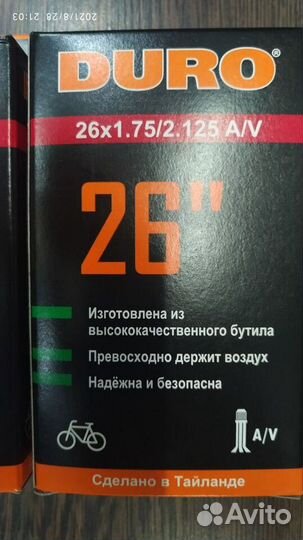 2021/8/28 21:03
DURO®
26x1.75/2.125 A/V
26"
Изготовлена из
высококачественного бутила
Превосходно держит воздух
Надёжна и безопасна
A/V
Сделано в Тайланде
Avito